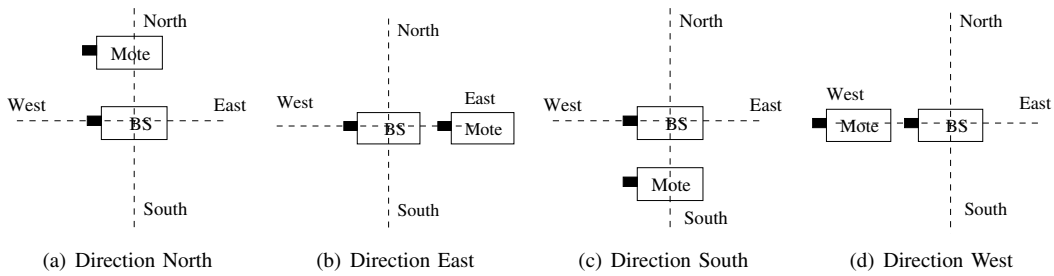 North
Mote
West
East
BS
South
(a) Direction North
North
West
East
BS
Mote
South
(b) Direction East
North
West
East
BS
Mote
South
(c) Direction South
North
West
East
Mote
BS
South
(d) Direction West